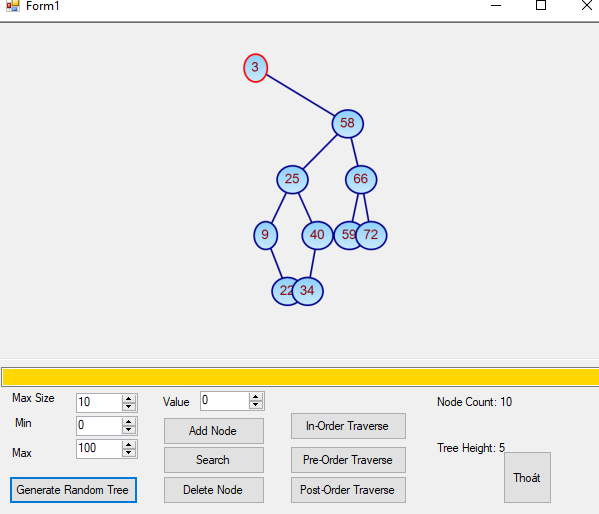 Form1
3
58
25 66
9 40 59 72
22 34
Max Size 10 Value 0 Node Count: 10
Min 0 Add Node In-Order Traverse
Max 100 Search Pre-Order Traverse Tree Height: 5
Generate Random Tree Delete Node Post-Order Traverse Thoát